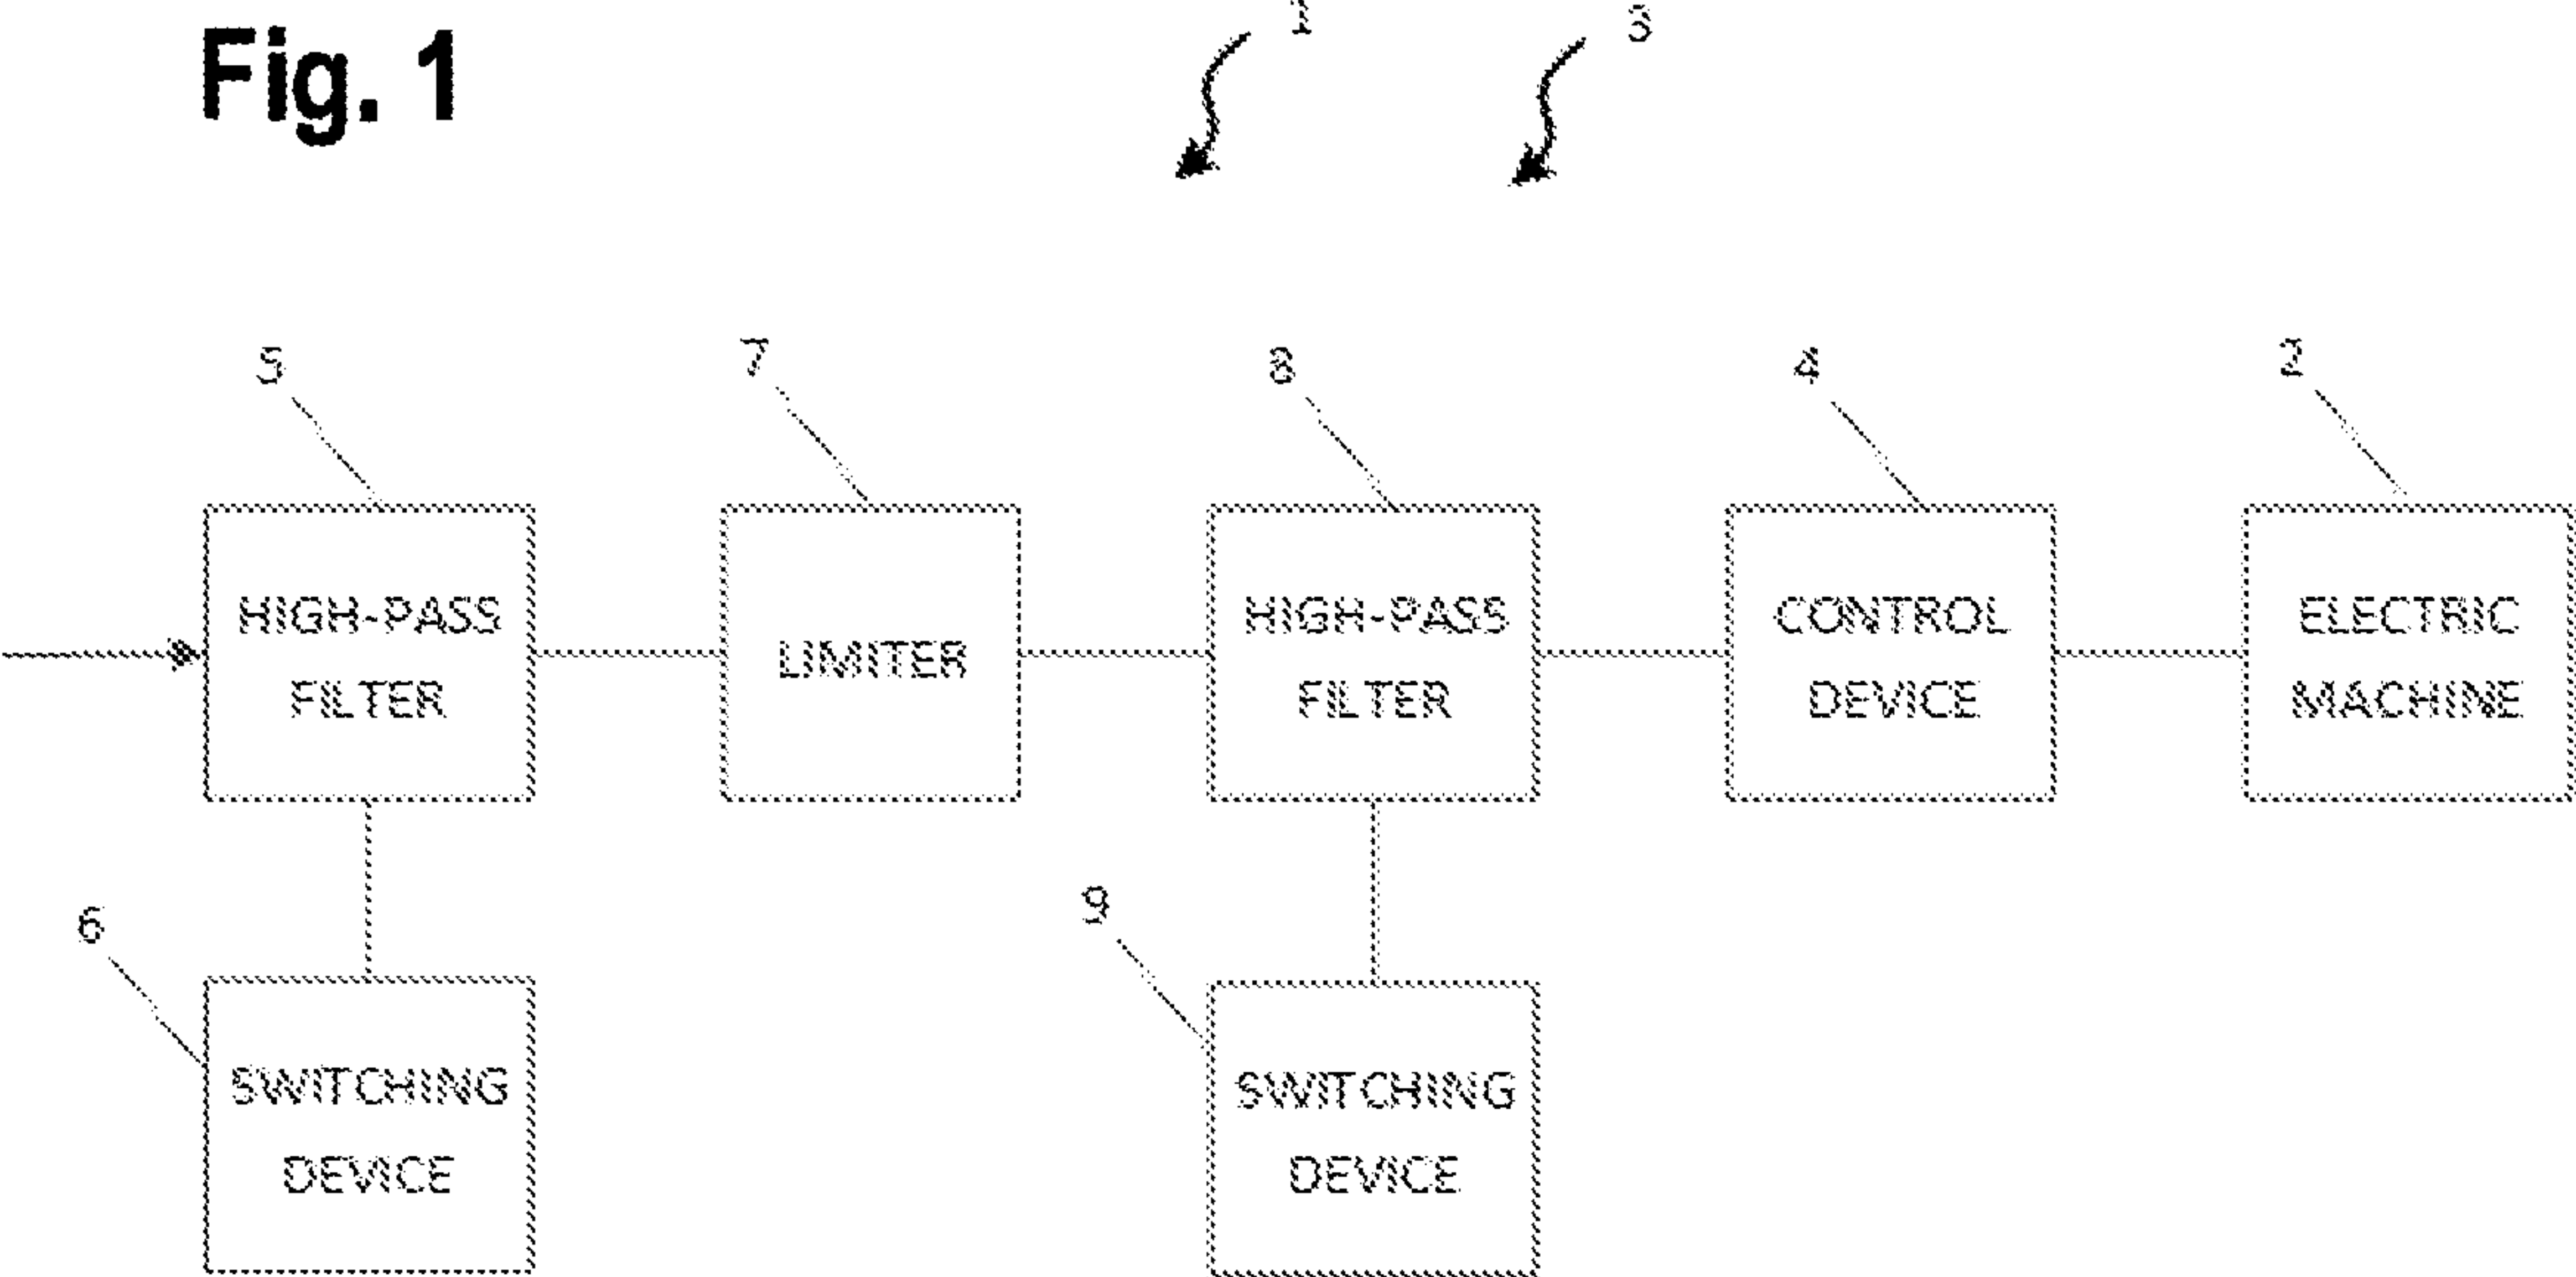 Fig. 1
1
3
5
7
8
4
2
HIGH-PASS
FILTER
LIMITER
HIGH-PASS
FILTER
CONTROL
DEVICE
ELECTRIC
MACHINE
6
9
SWITCHING
DEVICE
SWITCHING
DEVICE